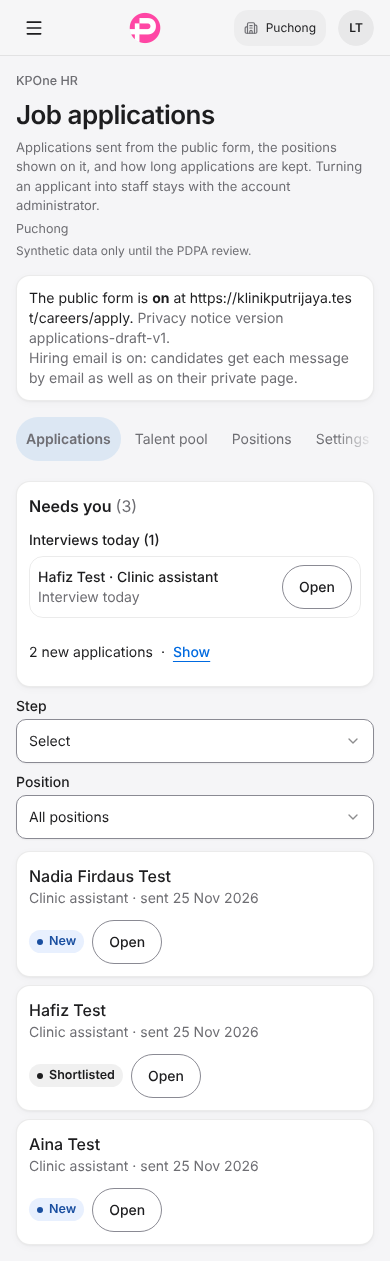 Puchong
LT
KPOne HR
Job applications
Applications sent from the public form, the positions
shown on it, and how long applications are kept. Turning
an applicant into staff stays with the account
administrator.
Puchong
Synthetic data only until the PDPA review.
The public form is on at https://klinikputrijaya.tes
t/careers/apply. Privacy notice version
applications-draft-v1.
Hiring email is on: candidates get each message
by email as well as on their private page.
Applications
Talent pool
Positions
Settings
Needs you (3)
Interviews today (1)
Hafiz Test · Clinic assistant
Interview today
Open
2 new applications · Show
Step
Select
Position
All positions
Nadia Firdaus Test
Clinic assistant · sent 25 Nov 2026
New
Open
Hafiz Test
Clinic assistant · sent 25 Nov 2026
Shortlisted
Open
Aina Test
Clinic assistant · sent 25 Nov 2026
New
Open